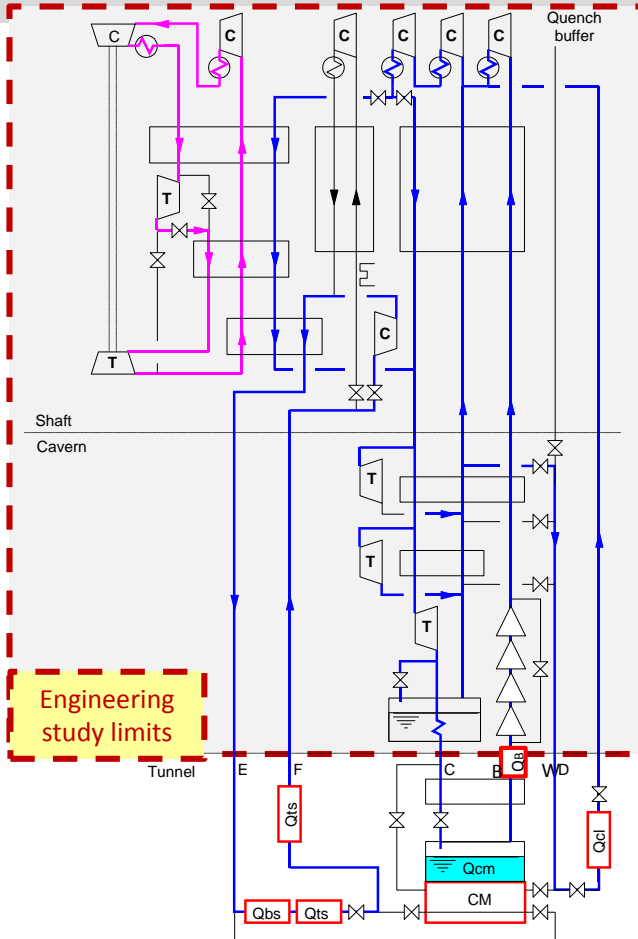 Quench
buffer
C
C
C
C
C
C
T
T
C
Shaft
Cavern
T
T
T
Engineering
study limits
Tunnel
E
F
C
B
QB
WD
Qts
Qcl
Qcm
CM
Qbs
Qts